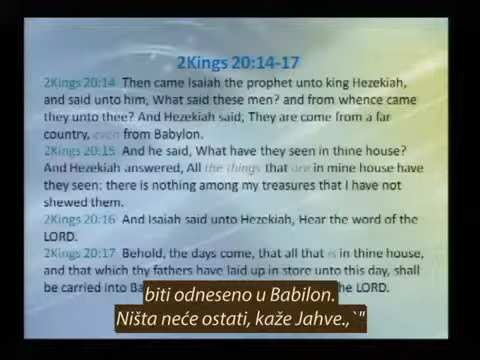 2Kings 20:14-17
2Kings 20:14 Then came Isaiah the prophet unto king Hezekiah,
and said unto him, What said these men? and from whence came
they unto thee? And Hezekiah said, They are come from a far
country, even from Babylon.
2Kings 20:15 And he said, What have they seen in thine house?
And Hezekiah answered, All the things that are in mine house have
they seen: there is nothing among my treasures that I have not
shewed them.
2Kings 20:16 And Isaiah said unto Hezekiah, Hear the word of the
LORD.
2Kings 20:17 Behold, the days come, that all that is in thine house,
and that which thy fathers have laid up in store unto this day, shall
be carried into Ba he LORD.
biti odneseno u Babilon.
Ništa neće ostati, kaže Jahve.,`"